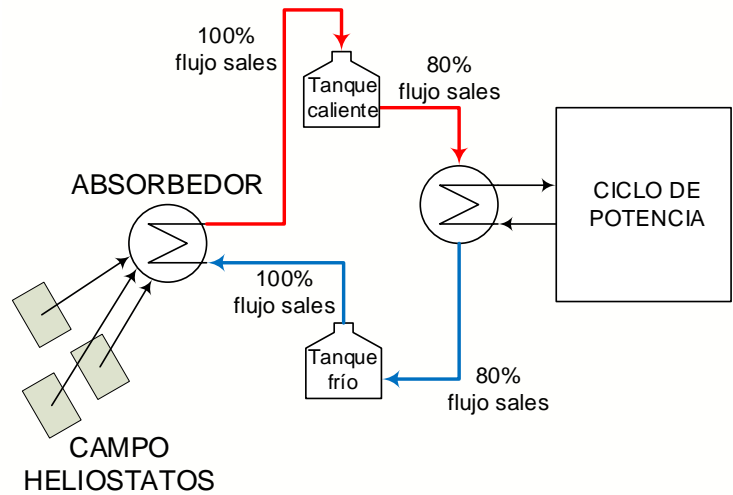 100%
flujo sales
Tanque
caliente
80%
flujo sales
ABSORBEDOR
CICLO DE
POTENCIA
100%
flujo sales
Tanque
frío
80%
flujo sales
CAMPO
HELIOSTATOS